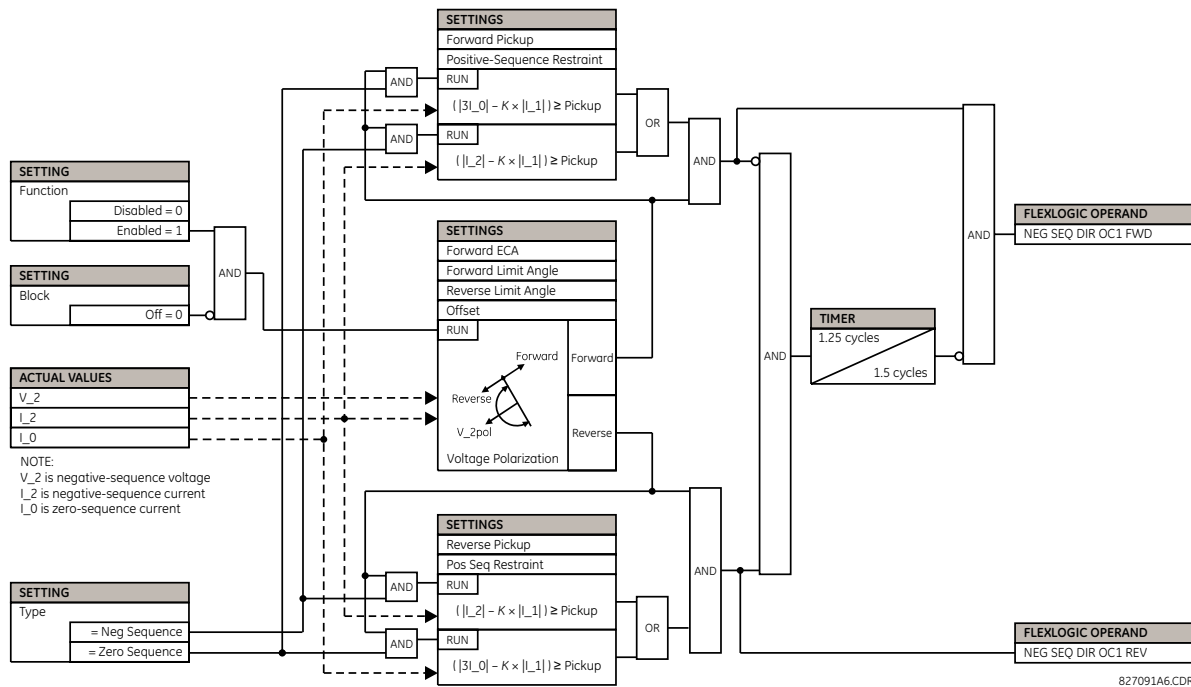 SETTINGS
Forward Pickup
Positive-Sequence Restraint
AND
RUN
( |3I_0| – K × |I_1| ) ≥ Pickup
OR
AND
RUN
( |I_2| – K × |I_1| ) ≥ Pickup
AND
SETTING
Function
Disabled = 0
Enabled = 1
AND
SETTING
Block
Off = 0
SETTINGS
Forward ECA
Forward Limit Angle
Reverse Limit Angle
Offset
RUN
Forward
Forward
Reverse
V_2pol
Reverse
Voltage Polarization
AND
FLEXLOGIC OPERAND
NEG SEQ DIR OC1 FWD
AND
TIMER
1.25 cycles
1.5 cycles
ACTUAL VALUES
V_2
I_2
I_0
NOTE:
V_2 is negative-sequence voltage
I_2 is negative-sequence current
I_0 is zero-sequence current
SETTINGS
Reverse Pickup
Pos Seq Restraint
AND
RUN
( |I_2| – K × |I_1| ) ≥ Pickup
AND
OR
AND
RUN
( |3I_0| – K × |I_1| ) ≥ Pickup
SETTING
Type
= Neg Sequence
= Zero Sequence
FLEXLOGIC OPERAND
NEG SEQ DIR OC1 REV
827091A6.CDR